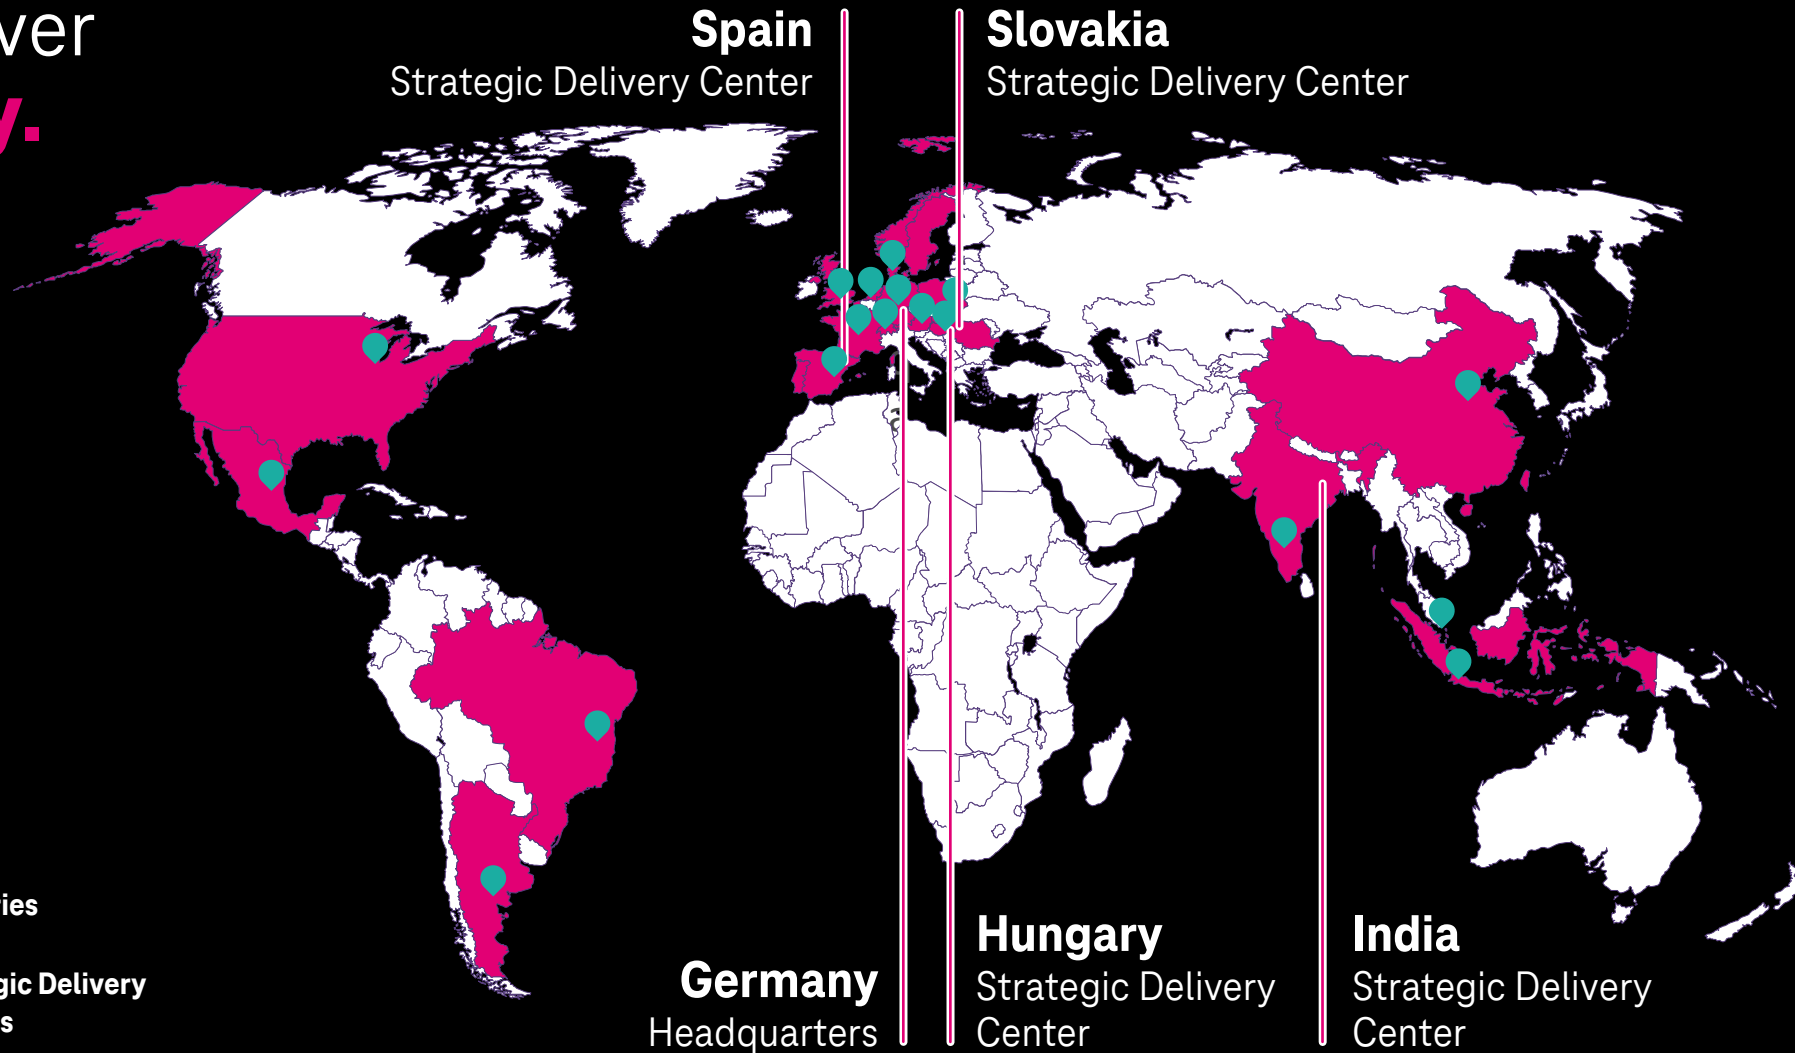 ver
y.
Spain
Strategic Delivery Center
Slovakia
Strategic Delivery Center
ies
gic Delivery
s
Germany
Headquarters
Hungary
Strategic Delivery
Center
India
Strategic Delivery
Center